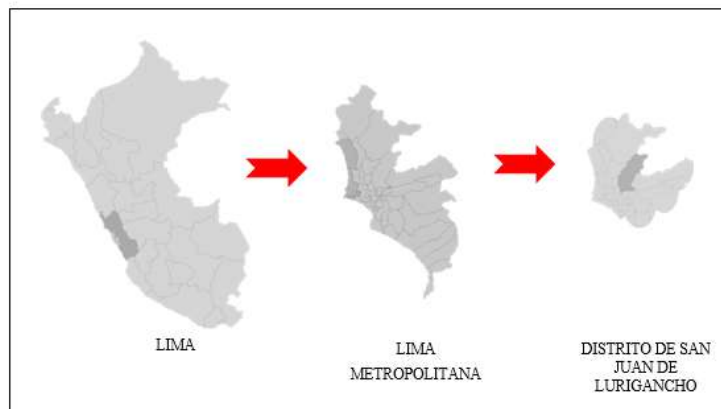 LIMA
LIMA
METROPOLITANA
DISTRITO DE SAN
JUAN DE
LURIGANCHO